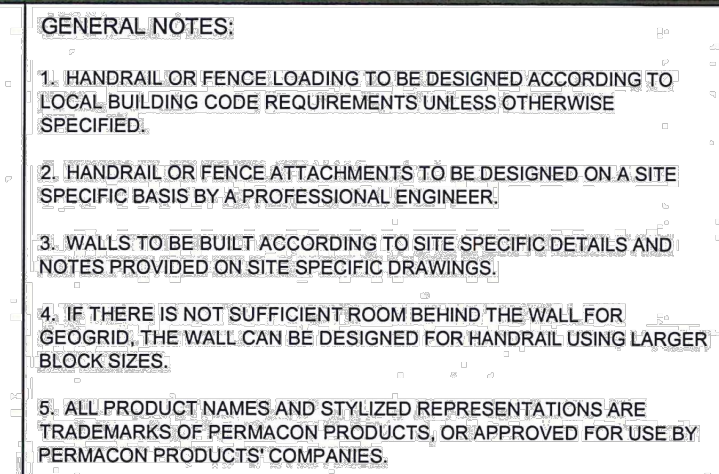 GENERAL NOTES:
1. HANDRAIL OR FENCE LOADING TO BE DESIGNED ACCORDING TO
LOCAL BUILDING CODE REQUIREMENTS UNLESS OTHERWISE
SPECIFIED.
2. HANDRAIL OR FENCE ATTACHMENTS TO BE DESIGNED ON A SITE
SPECIFIC BASIS BY A PROFESSIONAL ENGINEER.
3. WALLS TO BE BUILT ACCORDING TO SITE SPECIFIC DETAILS AND
NOTES PROVIDED ON SITE SPECIFIC DRAWINGS.
4. IF THERE IS NOT SUFFICIENT ROOM BEHIND THE WALL FOR
GEOGRID, THE WALL CAN BE DESIGNED FOR HANDRAIL USING LARGER
BLOCK SIZES.
5. ALL PRODUCT NAMES AND STYLIZED REPRESENTATIONS ARE
TRADEMARKS OF PERMACON PRODUCTS, OR APPROVED FOR USE BY
PERMACON PRODUCTS' COMPANIES.